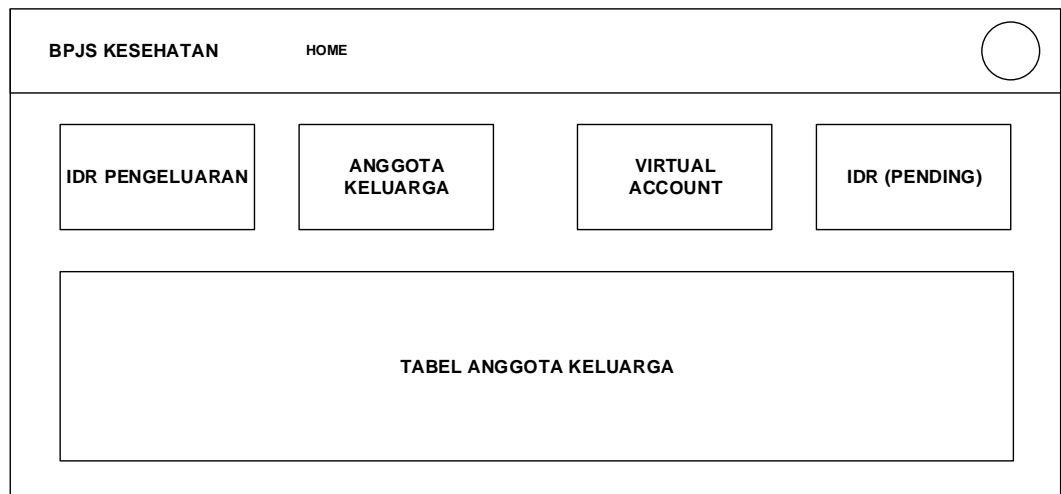 BPJS KESEHATAN
HOME
IDR PENGELUARAN
ANGGOTA
KELUARGA
VIRTUAL
ACCOUNT
IDR (PENDING)
TABEL ANGGOTA KELUARGA